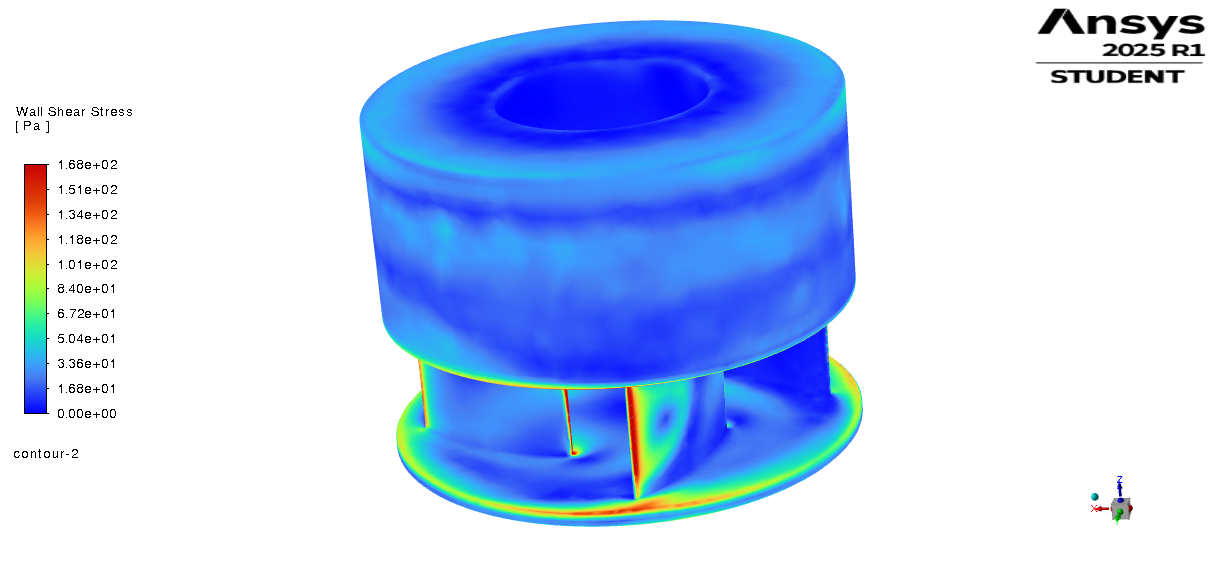 Ansys
2025 R1
STUDENT
Wall Shear Stress
[ Pa ]
1.68e+02
1.51e+02
1.34e+02
1.18e+02
1.01e+02
8.40e+01
6.72e+01
5.04e+01
3.36e+01
1.68e+01
0.00e+00
contour-2
Z
X